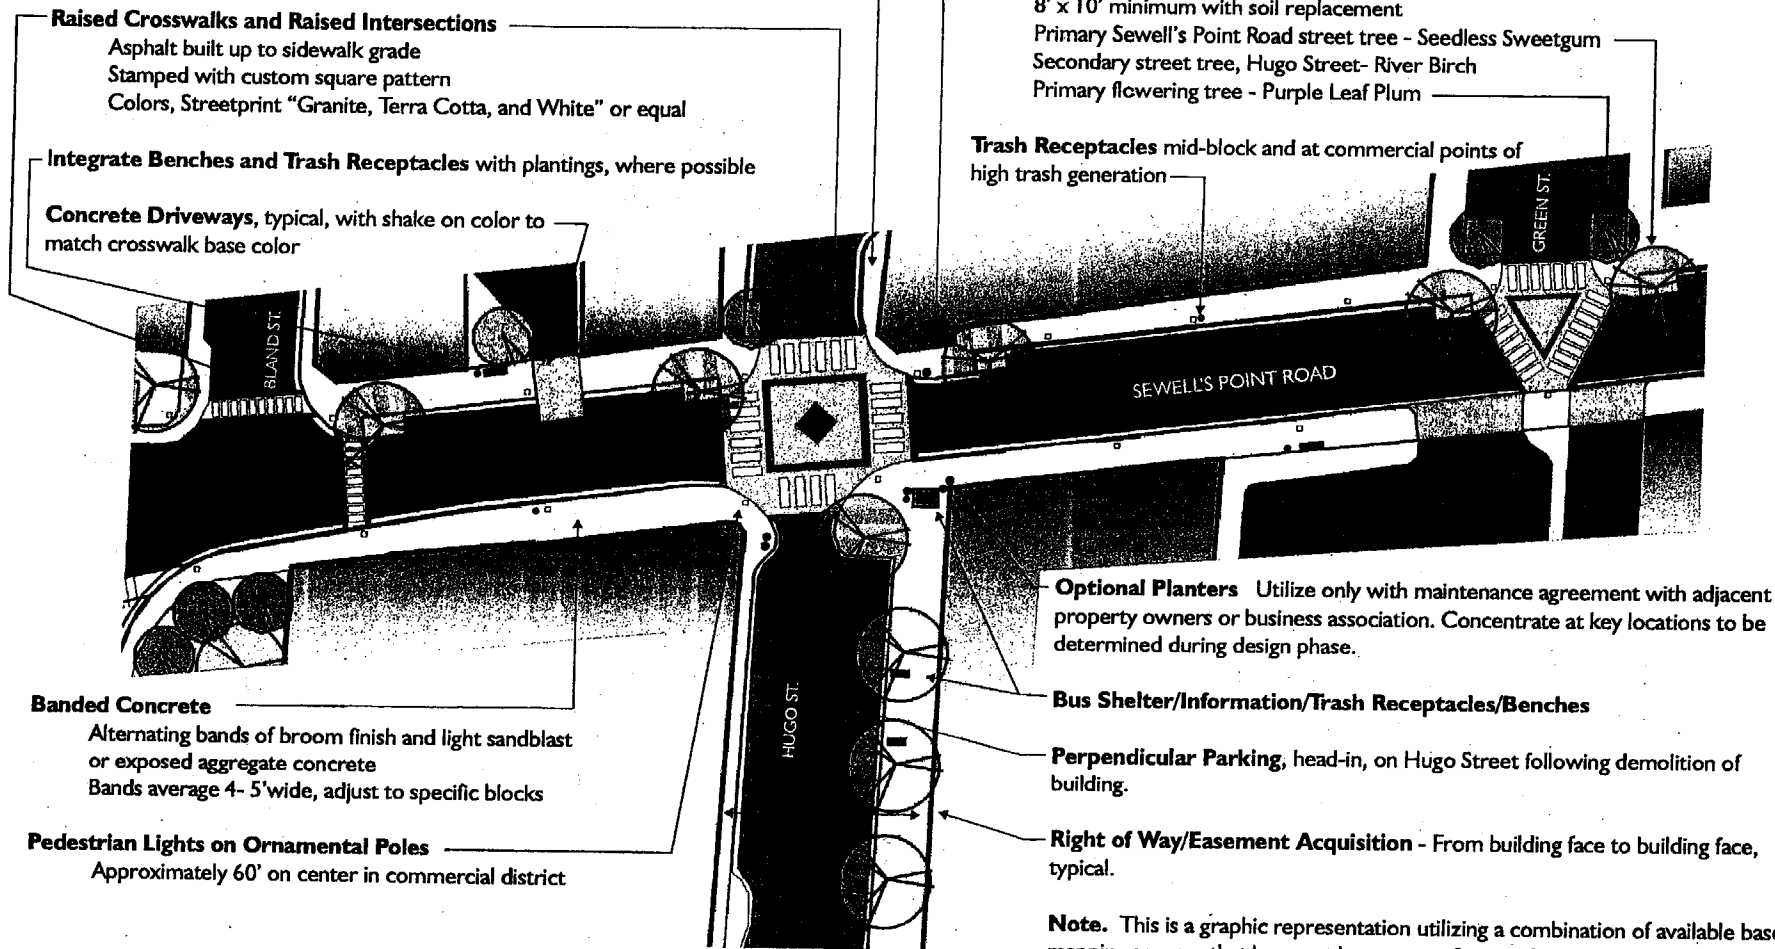 Raised Crosswalks and Raised Intersections
Asphalt built up to sidewalk grade
Stamped with custom square pattern
Colors, Streetprint “Granite, Terra Cotta, and White” or equal
Integrate Benches and Trash Receptacles with plantings, where possible
Concrete Driveways, typical, with shake on color to
match crosswalk base color
8' x 10' minimum with soil replacement
Primary Sewell's Point Road street tree - Seedless Sweetgum
Secondary street tree, Hugo Street- River Birch
Primary flowering tree - Purple Leaf Plum
Trash Receptacles mid-block and at commercial points of
high trash generation
BLAND ST.
GREEN ST.
SEWELL'S POINT ROAD
HUGO ST.
Banded Concrete
Alternating bands of broom finish and light sandblast
or exposed aggregate concrete
Bands average 4- 5'wide, adjust to specific blocks
Pedestrian Lights on Ornamental Poles
Approximately 60' on center in commercial district
Optional Planters Utilize only with maintenance agreement with adjacent
property owners or business association. Concentrate at key locations to be
determined during design phase.
Bus Shelter/Information/Trash Receptacles/Benches
Perpendicular Parking, head-in, on Hugo Street following demolition of
building.
Right of Way/Easement Acquisition - From building face to building face,
typical.
Note. This is a graphic representation utilizing a combination of available base